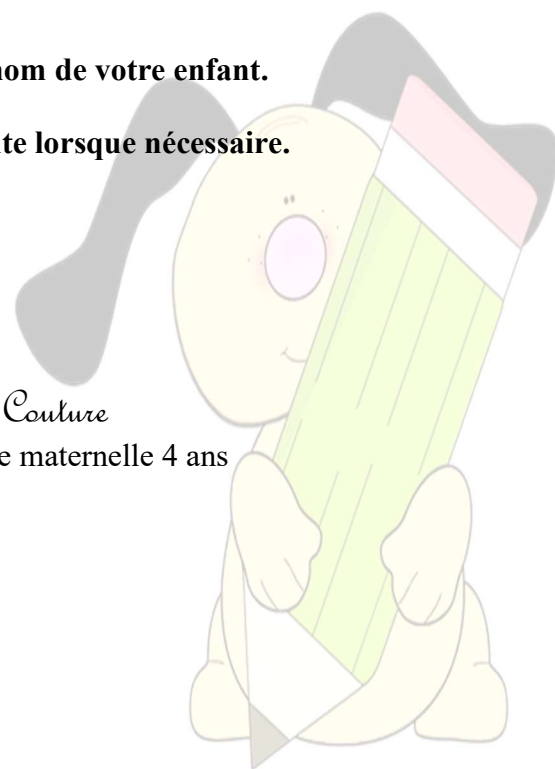 nom de votre enfant.
te lorsque nécessaire.
Couture
e maternelle 4 ans